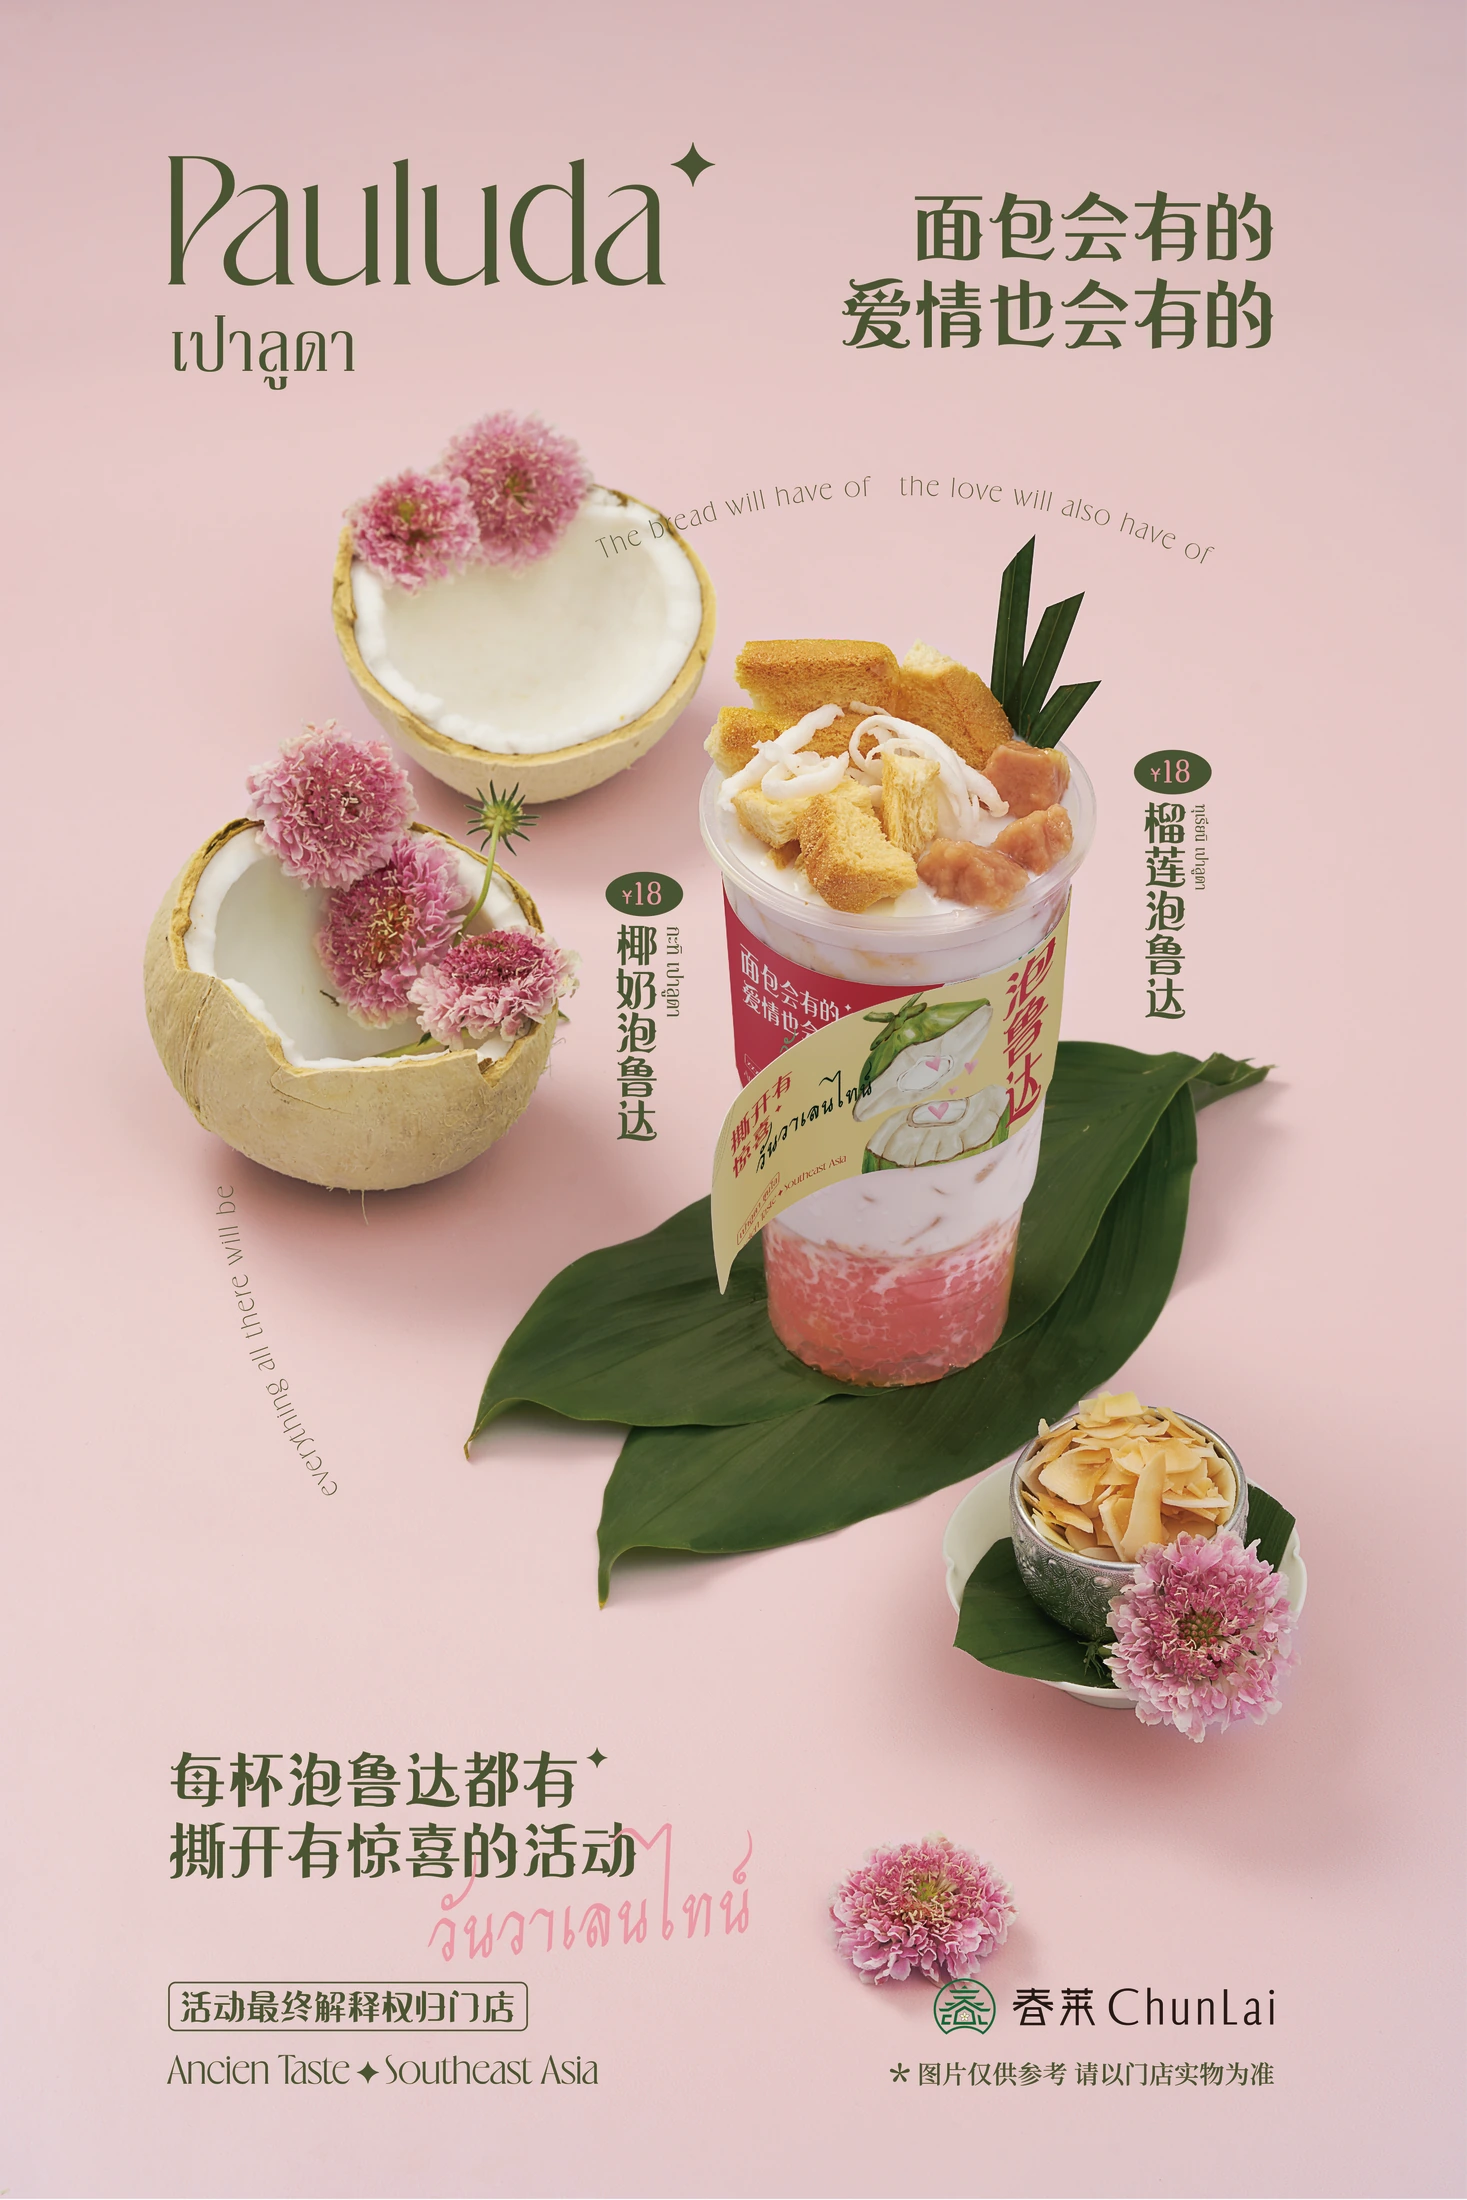 Pauluda
เปาลูดา
面包会有的
爱情也会有的
The bread will have of the love will also have of
¥18
榴莲泡鲁达
ทุเรียน เปาลูดา
¥18
椰奶泡鲁达
กะทิ เปาลูดา
面包会有的
爱情也会
泡鲁达
撕开有
惊喜
วันวาเลนไทน์
Southeast Asia
everything all there will be
每杯泡鲁达都有
撕开有惊喜的活动
วันวาเลนไทน์
活动最终解释权归门店
Ancien Taste Southeast Asia
春莱 ChunLai
* 图片仅供参考 请以门店实物为准